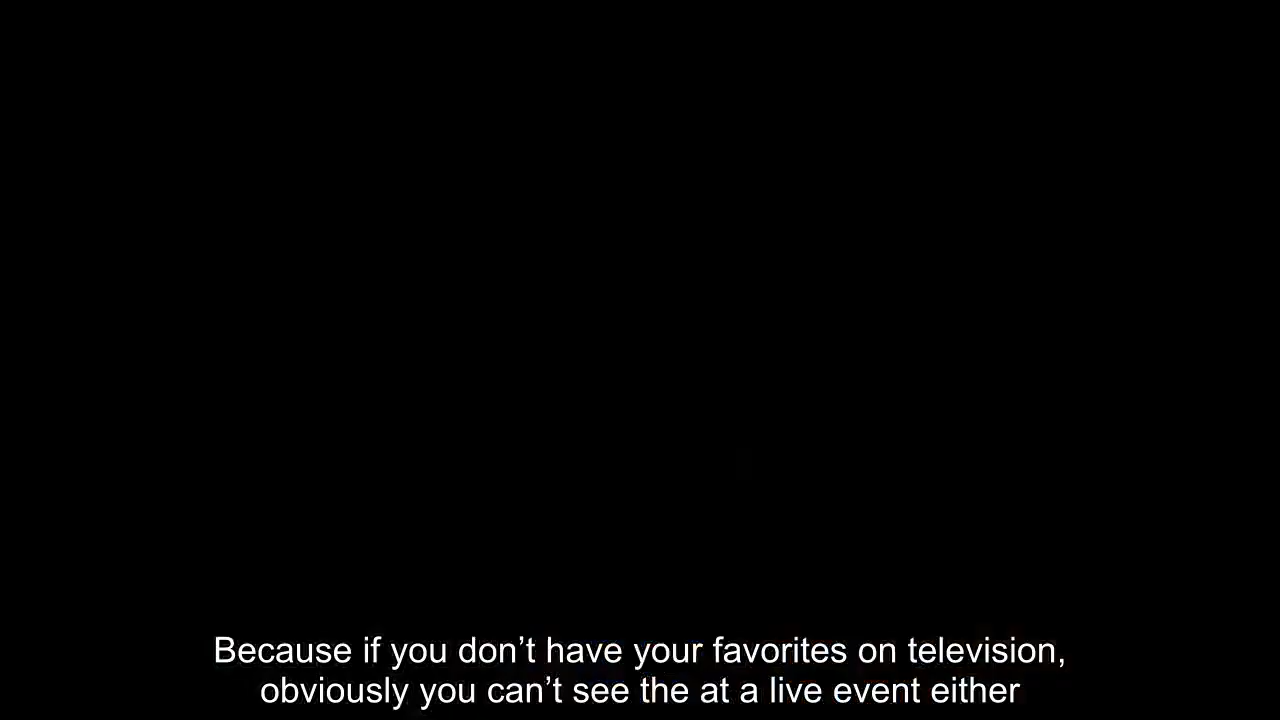 Because if you don’t have your favorites on television,
obviously you can’t see the at a live event either